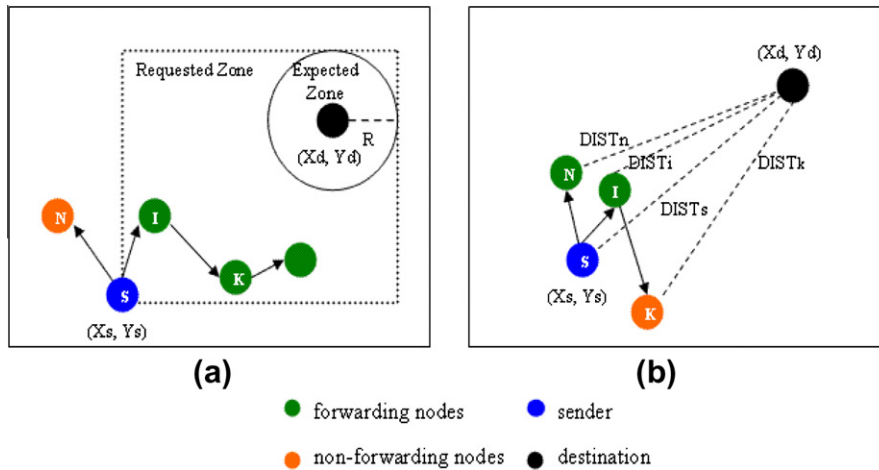 Requested Zone
Expected
Zone
R
(Xd, Yd)
N
I
K
S
(Xs, Ys)
(a)
(Xd, Yd)
DISTn
DISTi
DISTk
DISTs
N
I
S
(Xs, Ys)
K
(b)
forwarding nodes
sender
non-forwarding nodes
destination